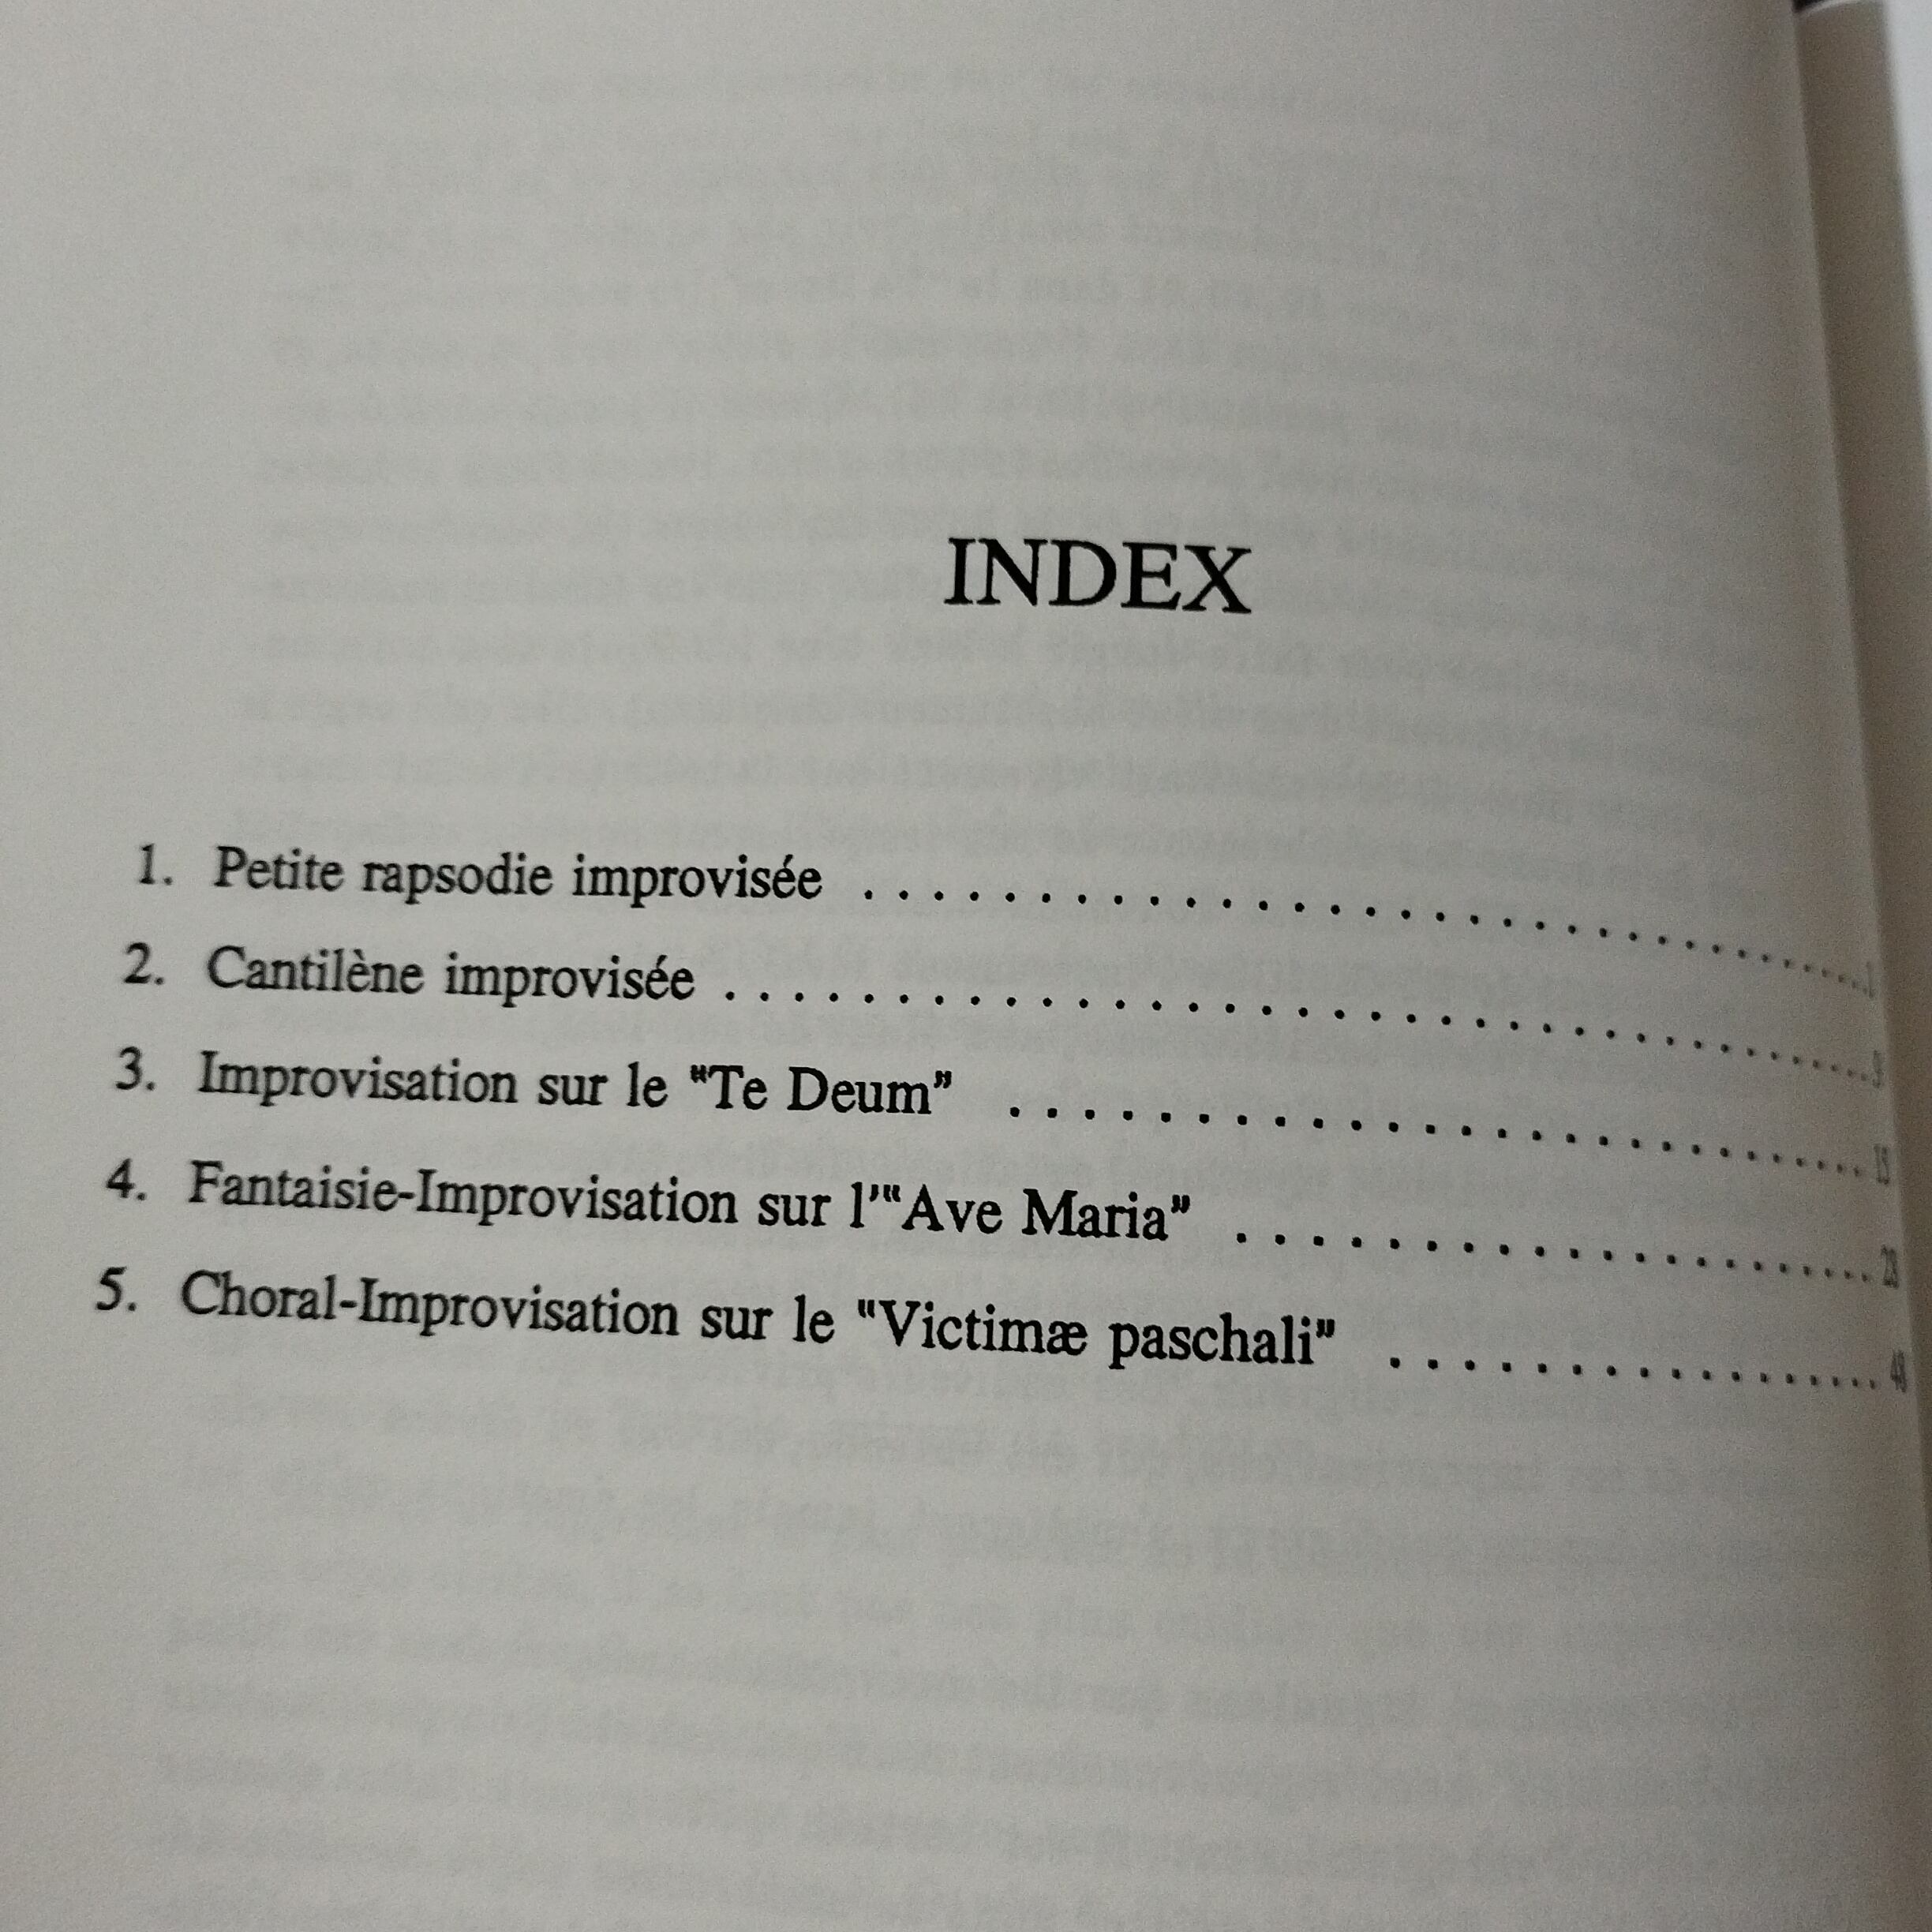 INDEX
1. Petite rapsodie improvisée . . . . . . . . . . . . . . . . . . . . . . . . . . . . . . . 1
2. Cantilène improvisée . . . . . . . . . . . . . . . . . . . . . . . . . . . . . . . . . . 9
3. Improvisation sur le "Te Deum" . . . . . . . . . . . . . . . . . . . . . . . . . . 15
4. Fantaisie-Improvisation sur l'"Ave Maria" . . . . . . . . . . . . . . . . . . . 28
5. Choral-Improvisation sur le "Victimæ paschali" . . . . . . . . . . . . . . .